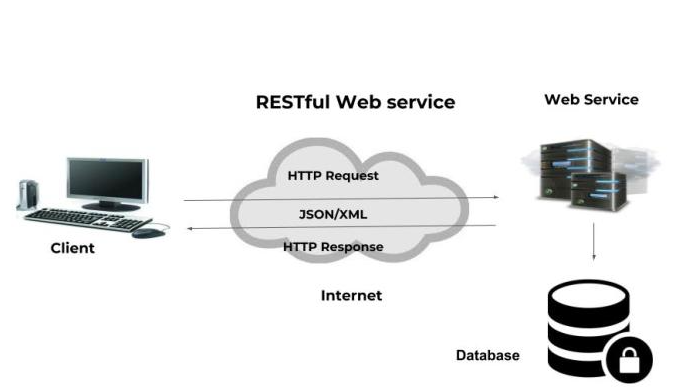 RESTful Web service
Web Service
HTTP Request
JSON/XML
Client
HTTP Response
Internet
Database